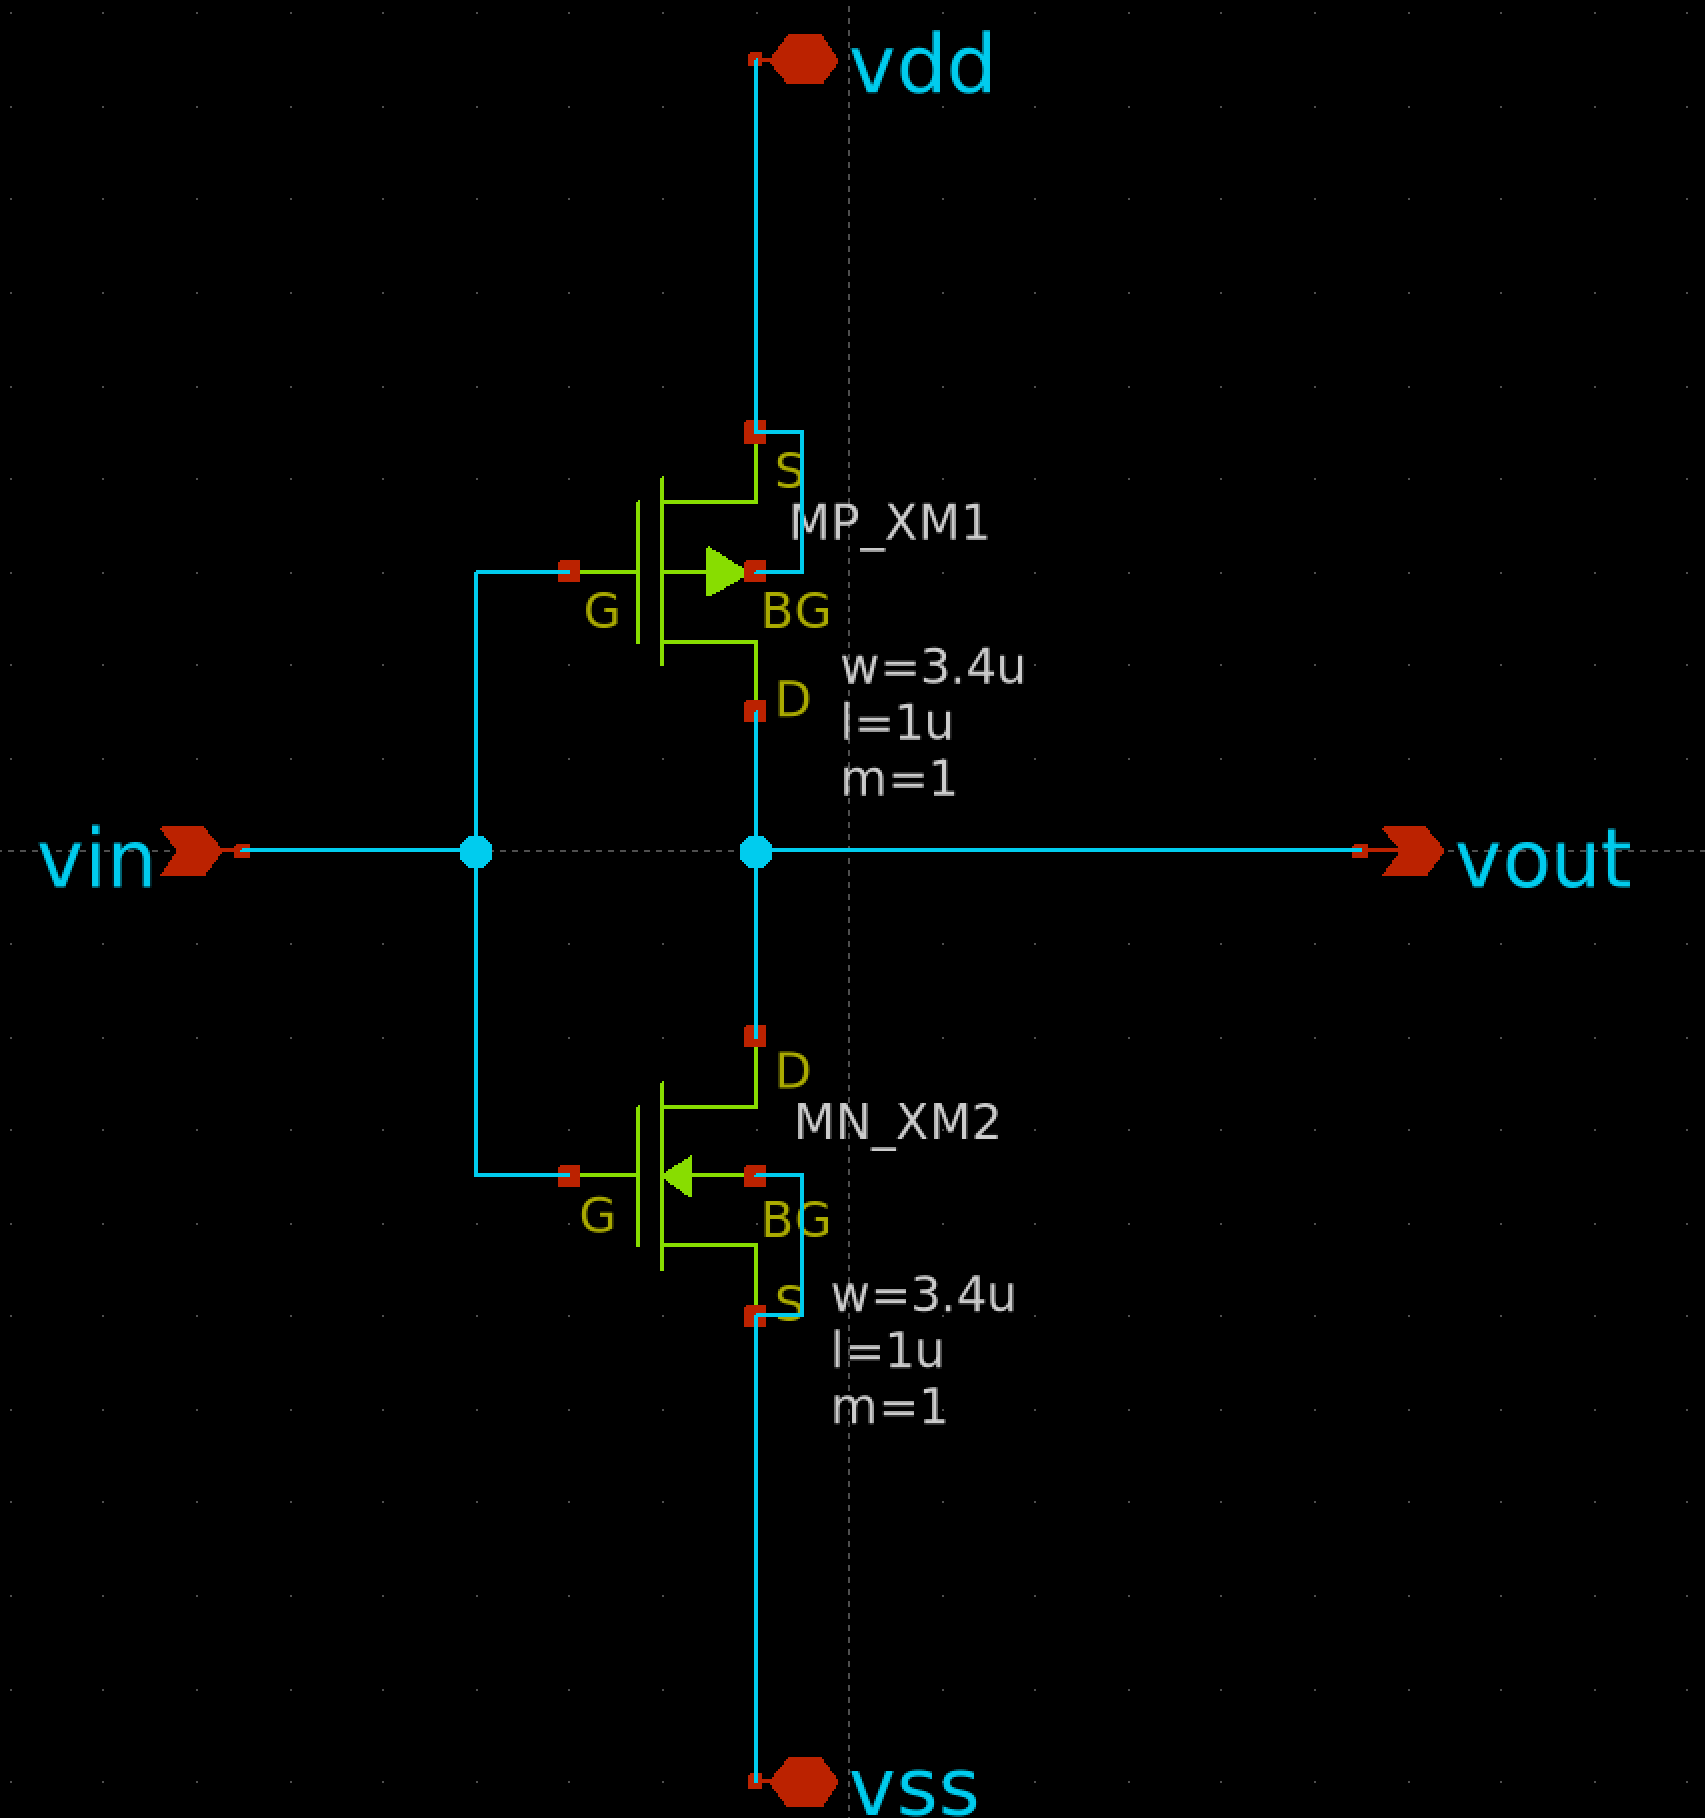 vdd
S
MP_XM1
G
BG
w=3.4u
D
l=1u
m=1
vin
vout
D
MN_XM2
G
BG
S
w=3.4u
l=1u
m=1
vss